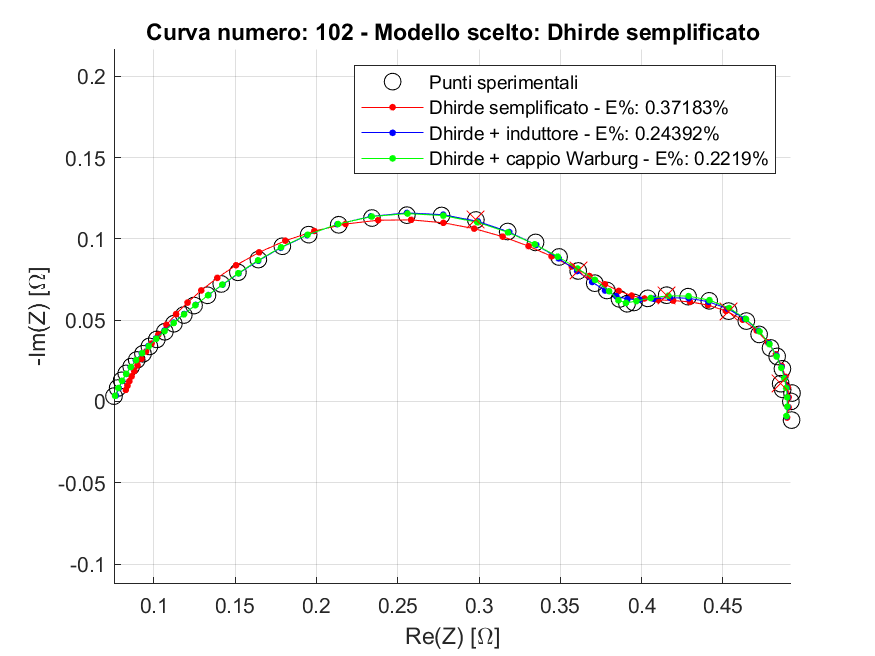 Curva numero: 102 - Modello scelto: Dhirde semplificato
Punti sperimentali
Dhirde semplificato - E%: 0.37183%
Dhirde + induttore - E%: 0.24392%
Dhirde + cappio Warburg - E%: 0.2219%
-Im(Z) [Ω]
0.2
0.15
0.1
0.05
0
-0.05
-0.1
0.1 0.15 0.2 0.25 0.3 0.35 0.4 0.45
Re(Z) [Ω]